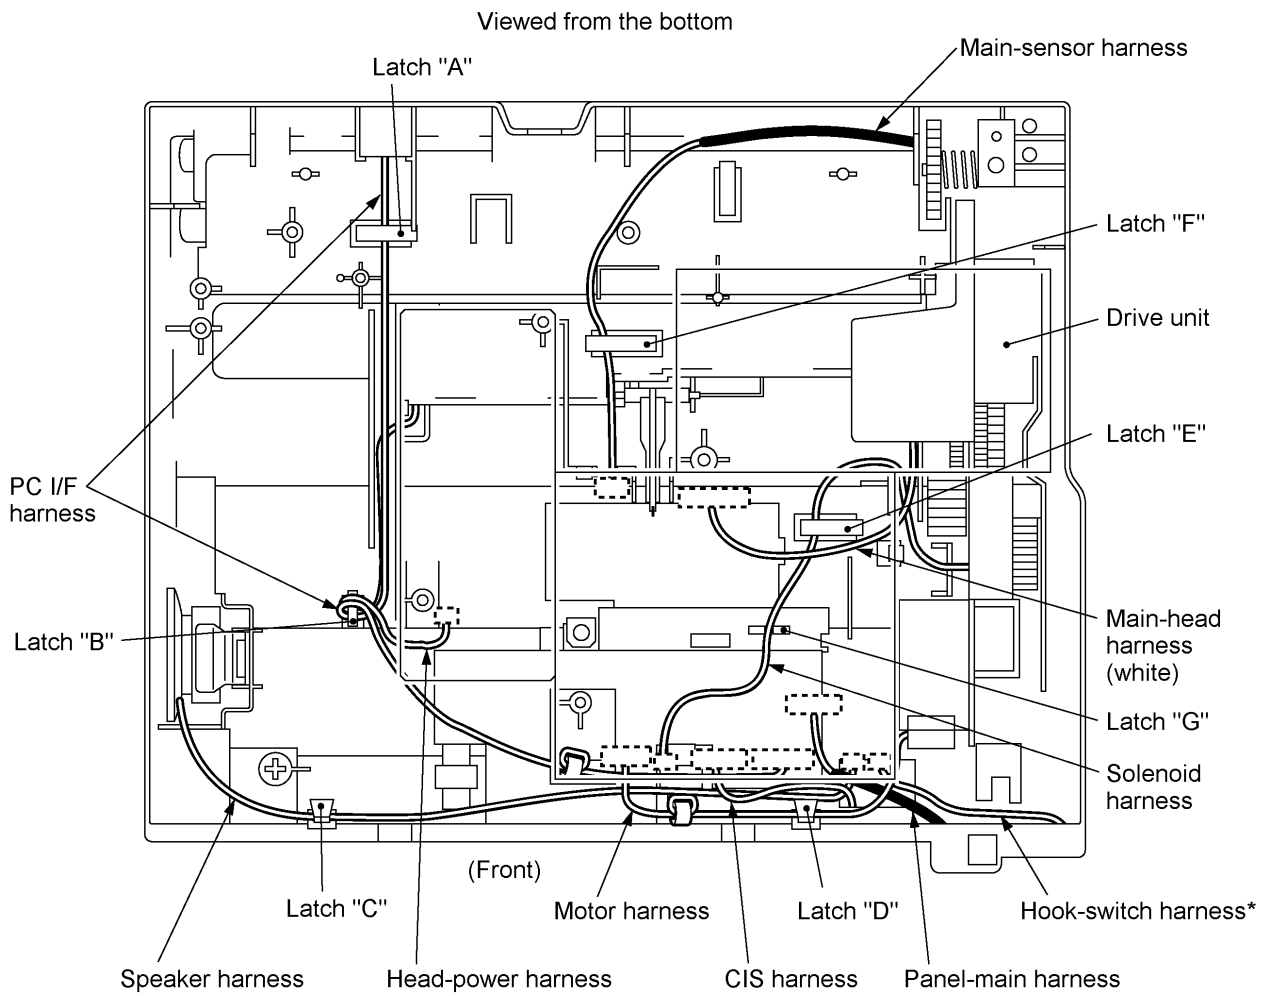 Viewed from the bottom
Main-sensor harness
Latch "A"
Latch "F"
Drive unit
Latch "E"
PC I/F
harness
Main-head
harness
(white)
Latch "B"
Latch "G"
Solenoid
harness
(Front)
Latch "C"
Motor harness
Latch "D"
Hook-switch harness*
Speaker harness
Head-power harness
CIS harness
Panel-main harness